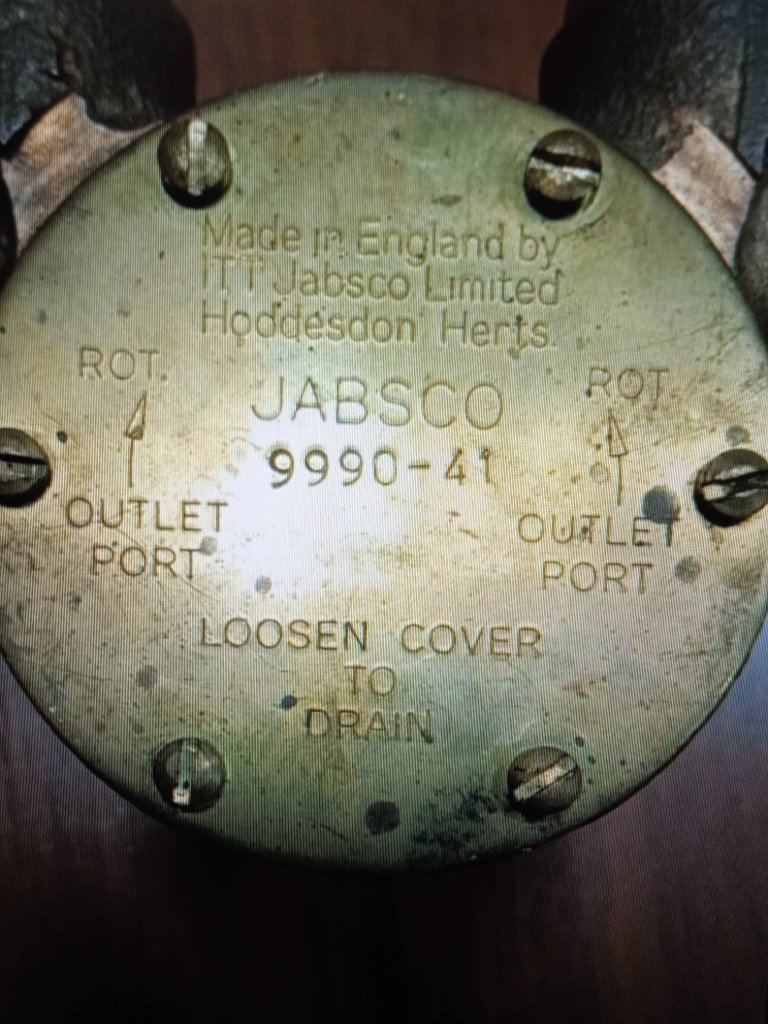 Made in England by
ITT Jabsco Limited
Hoddesdon Herts.
ROT.
ROT.
JABSCO
9990-41
OUTLET
PORT
OUTLET
PORT
LOOSEN COVER
TO
DRAIN